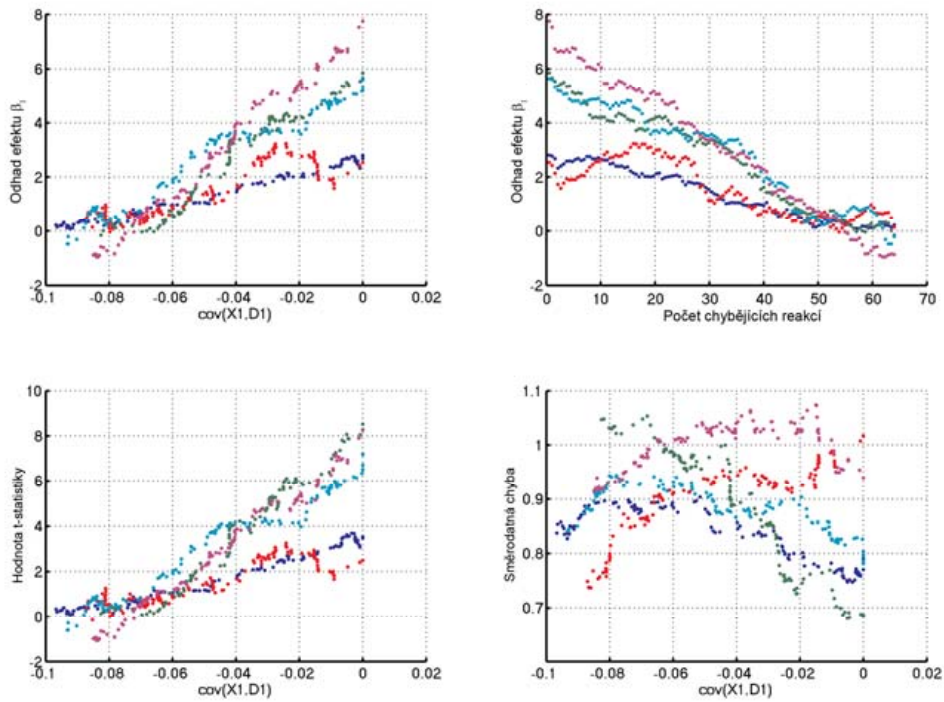 8
6
4
2
0
-2
Odhad efektu βᵢ
-0.1 -0.08 -0.06 -0.04 -0.02 0 0.02
cov(X1,D1)
8
6
4
2
0
-2
Odhad efektu βᵢ
0 10 20 30 40 50 60 70
Počet chybějících reakcí
10
8
6
4
2
0
-2
Hodnota t-statistiky
-0.1 -0.08 -0.06 -0.04 -0.02 0 0.02
cov(X1,D1)
1.1
1
0.9
0.8
0.7
Směrodatná chyba
-0.1 -0.08 -0.06 -0.04 -0.02 0 0.02
cov(X1,D1)